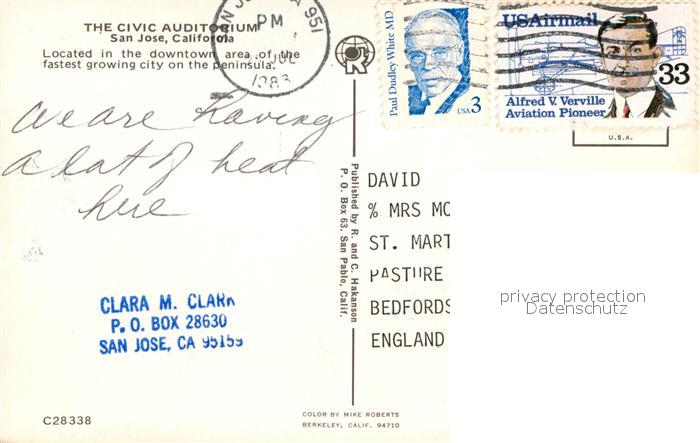 THE CIVIC AUDITORIUM
San Jose, California
Located in the downtown area of the
fastest growing city on the peninsula.
PM
JUL
Paul Dudley White MD
USA 3
USAirmail
33
Alfred V. Verville
Aviation Pioneer
U.S.A.
We are having
a lot of heat
here
Published by R. and C. Hakanson
P. O. Box 63, San Pablo, Calif.
DAVID
% MRS MC
ST. MART
PASTURE
BEDFORDS
ENGLAND
privacy protection
Datenschutz
CLARA M. CLARK
P. O. BOX 28630
SAN JOSE, CA 95159
C28338
COLOR BY MIKE ROBERTS
BERKELEY, CALIF. 94710